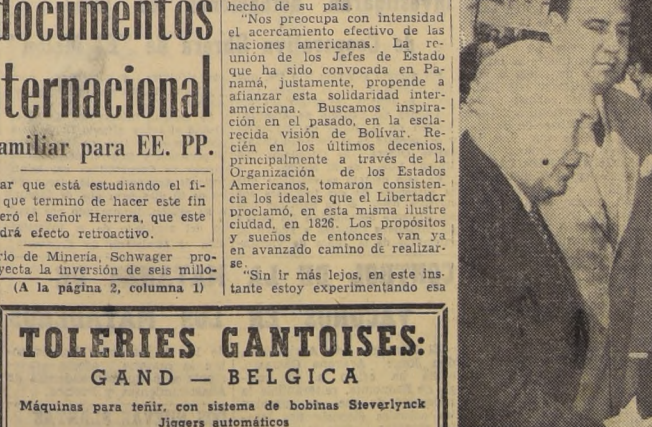 documentos
ternacional
amiliar para EE. PP.
ar que está estudiando el fi-
que terminó de hacer este fin
eró el señor Herrera, que este
drá efecto retroactivo.
rio de Minería, Schwager pro-
yecta la inversión de seis millo-
(A la página 2, columna 1)
hecho de su país.
"Nos preocupa con intensidad
el acercamiento efectivo de las
naciones americanas. La re-
unión de los Jefes de Estado
que ha sido convocada en Pa-
namá, justamente, propende a
afianzar esta solidaridad inter-
americana. Buscamos inspira-
ción en el pasado, en la escla-
recida visión de Bolívar. Re-
cién en los últimos decenios,
principalmente a través de la
Organización de los Estados
Americanos, tomaron consisten-
cia los ideales que el Libertador
proclamó, en esta misma ilustre
ciudad, en 1826. Los propósitos
y sueños de entonces van ya
en avanzado camino de realizar-
se.
"Sin ir más lejos, en este ins-
tante estoy experimentando esa
TOLERIES GANTOISES:
GAND — BELGICA
Máquinas para teñir, con sistema de bobinas Steverlynck
Jiggers automáticos